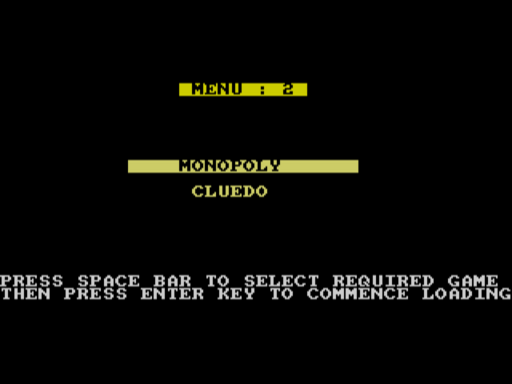 MENU : 2
MONOPOLY
CLUEDO
PRESS SPACE BAR TO SELECT REQUIRED GAME
THEN PRESS ENTER KEY TO COMMENCE LOADING